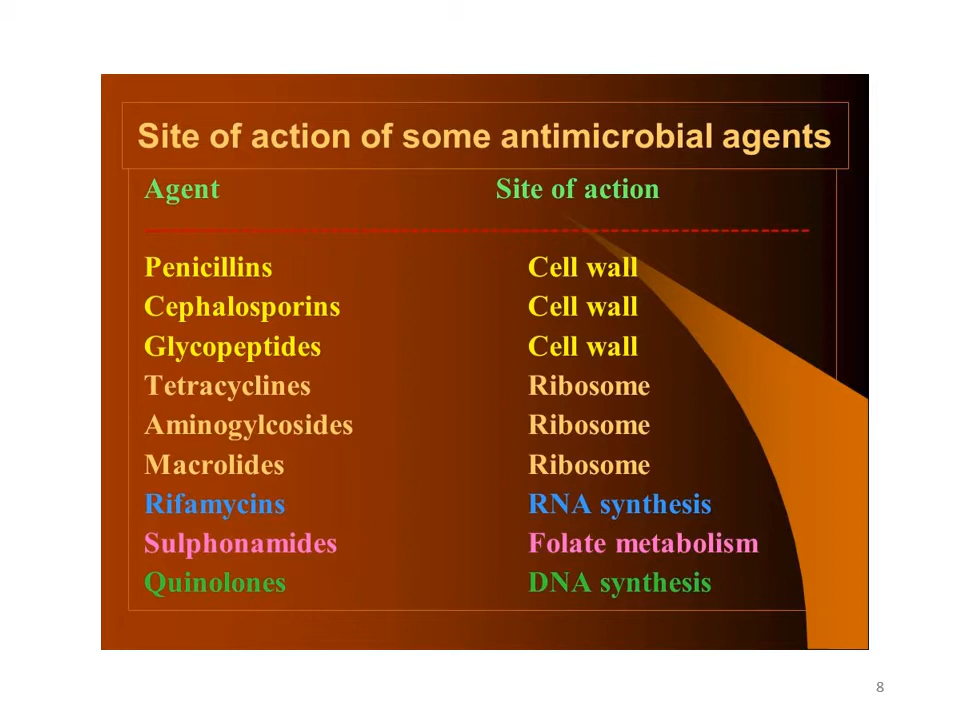 Site of action of some antimicrobial agents
Agent Site of action
----------------------------------------------------------------------
Penicillins Cell wall
Cephalosporins Cell wall
Glycopeptides Cell wall
Tetracyclines Ribosome
Aminogylcosides Ribosome
Macrolides Ribosome
Rifamycins RNA synthesis
Sulphonamides Folate metabolism
Quinolones DNA synthesis
8